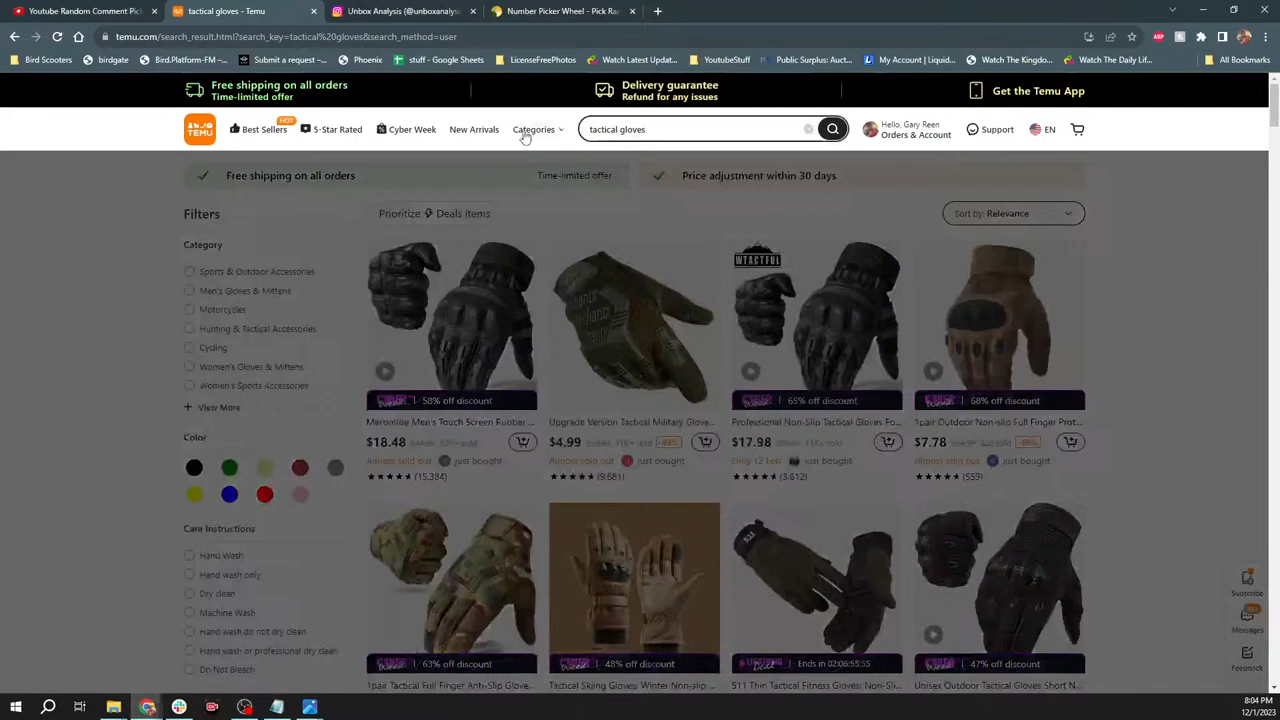 Youtube Random Comment Pick
tactical gloves - Temu
Unbox Analysis (@unboxanalysi
Number Picker Wheel - Pick Ran
temu.com/search_result.html?search_key=tactical%20gloves&search_method=user
Bird Scooters
birdgate
Bird.Platform-FM –...
Submit a request –...
Phoenix
stuff - Google Sheets
LicenseFreePhotos
Watch Latest Updat...
YoutubeStuff
Public Surplus: Auct...
My Account | Liquid...
Watch The Kingdo...
Watch The Daily Lif...
All Bookmarks
Free shipping on all orders
Time-limited offer
Delivery guarantee
Refund for any issues
Get the Temu App
TEMU
Best Sellers
HOT
5-Star Rated
Cyber Week
New Arrivals
Categories
tactical gloves
Hello, Gary Reen
Orders & Account
Support
EN
Free shipping on all orders
Time-limited offer
Price adjustment within 30 days
Filters
Prioritize Deals items
Sort by: Relevance
Category
Sports & Outdoor Accessories
Men's Gloves & Mittens
Motorcycles
Hunting & Tactical Accessories
Cycling
Women's Gloves & Mittens
Women's Sports Accessories
View More
Color
Care Instructions
Hand Wash
Hand wash only
Dry clean
Machine Wash
Hand wash,do not dry clean
Hand wash or professional dry clean
Do Not Bleach
WTACTFUL
58% off discount
65% off discount
68% off discount
Men's Touch Screen Rubber ...
Upgrade Version Tactical Military Glove...
Professional Non-Slip Tactical Gloves Fo...
1pair Outdoor Non-slip Full Finger Prot...
$18.48
$4.99
$17.98
$7.78
Almost sold out just bought
Almost sold out just bought
Only 12 Left just bought
Almost sold out just bought
(15,384)
(9,681)
(3,612)
(559)
5.11
63% off discount
48% off discount
Ends in 02:06:55:55
47% off discount
1pair Tactical Full Finger Anti-Slip Glove...
Tactical Skiing Gloves: Winter Non-slip ...
511 Thin Tactical Fitness Gloves: Non-Sli...
Unisex Outdoor Tactical Gloves Short N...
Subscribe
Messages
Feedback
8:04 PM
12/1/2023